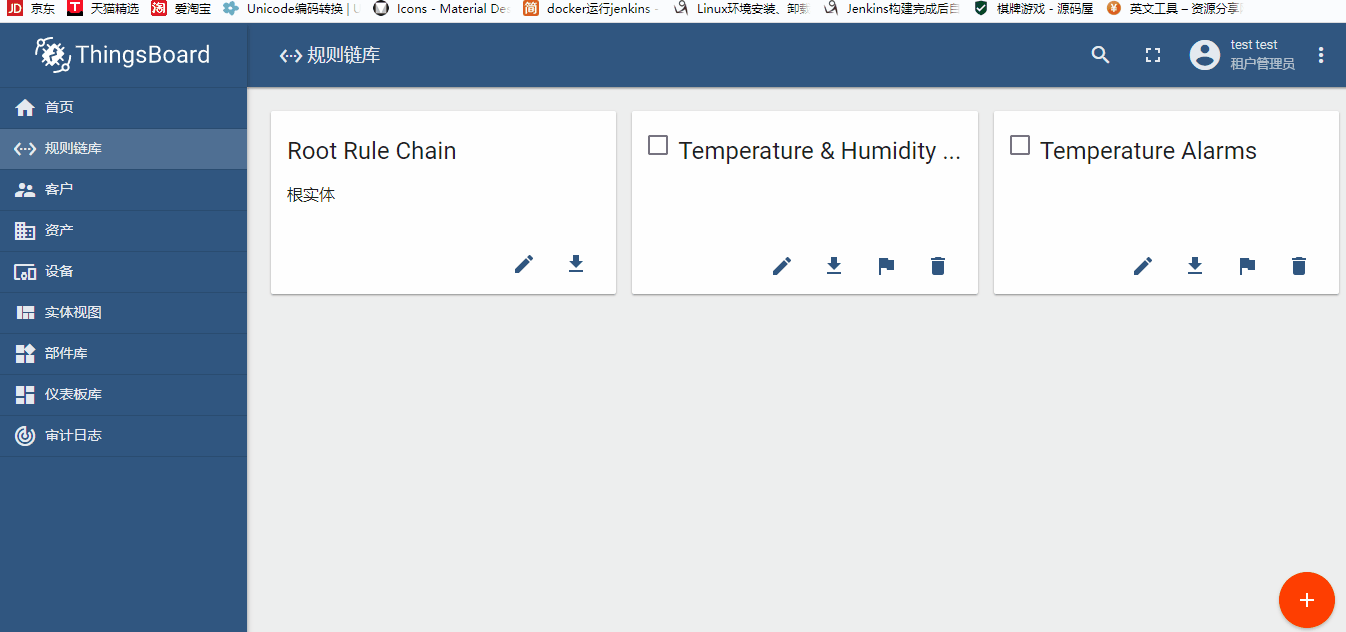 JD 京东 T 天猫精选 淘 爱淘宝 Unicode编码转换 | U Icons - Material Des 简 docker运行jenkins - Linux环境安装、卸载 Jenkins构建完成后自 棋牌游戏 - 源码屋 ¥ 英文工具 – 资源分享
ThingsBoard
规则链库
test test
租户管理员
首页
规则链库
客户
资产
设备
实体视图
部件库
仪表板库
审计日志
Root Rule Chain
根实体
Temperature & Humidity ...
Temperature Alarms